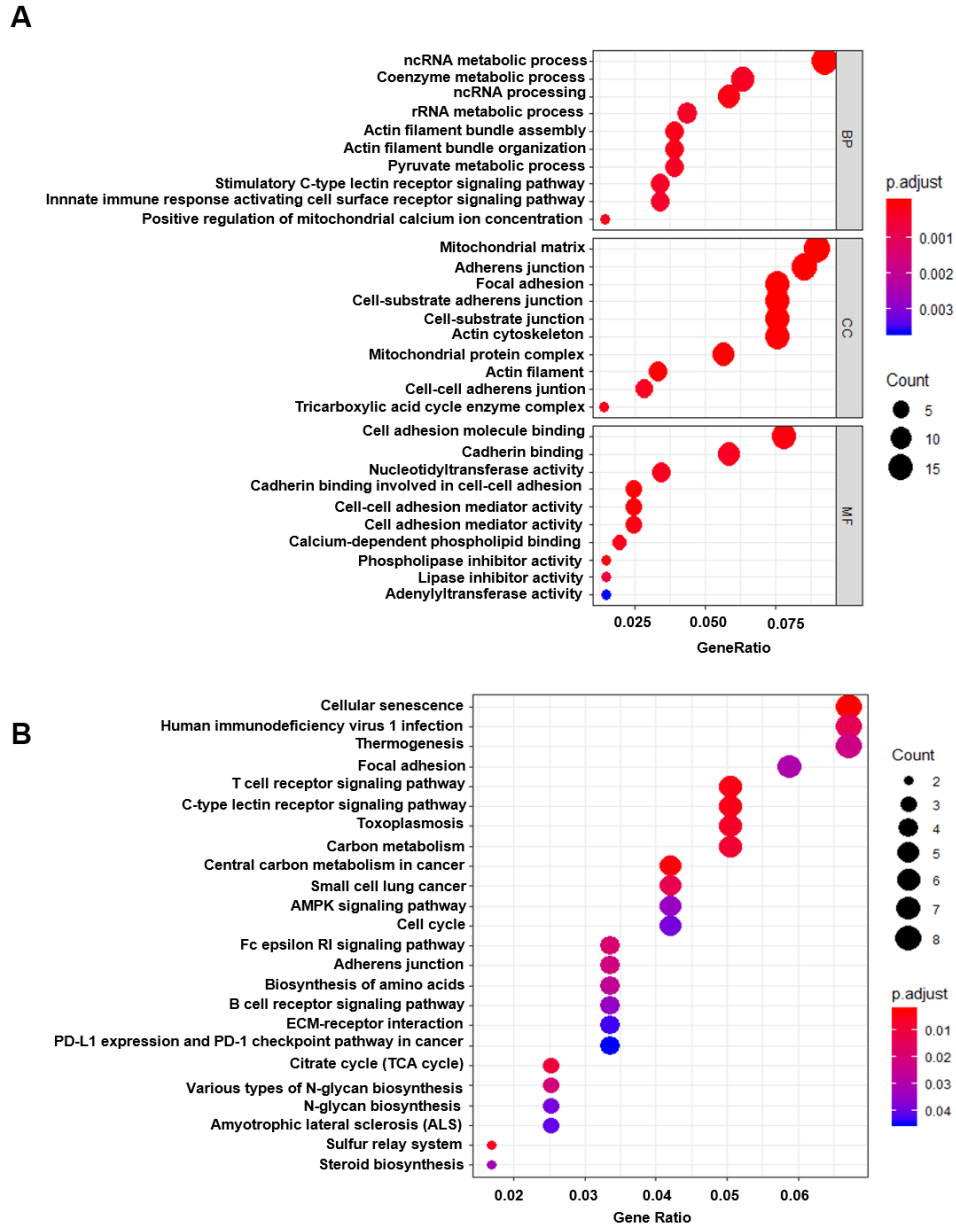 A
ncRNA metabolic process
Coenzyme metabolic process
ncRNA processing
rRNA metabolic process
Actin filament bundle assembly
Actin filament bundle organization
Pyruvate metabolic process
Stimulatory C-type lectin receptor signaling pathway
Innnate immune response activating cell surface receptor signaling pathway
Positive regulation of mitochondrial calcium ion concentration
BP
Mitochondrial matrix
Adherens junction
Focal adhesion
Cell-substrate adherens junction
Cell-substrate junction
Actin cytoskeleton
Mitochondrial protein complex
Actin filament
Cell-cell adherens juntion
Tricarboxylic acid cycle enzyme complex
CC
Cell adhesion molecule binding
Cadherin binding
Nucleotidyltransferase activity
Cadherin binding involved in cell-cell adhesion
Cell-cell adhesion mediator activity
Cell adhesion mediator activity
Calcium-dependent phospholipid binding
Phospholipase inhibitor activity
Lipase inhibitor activity
Adenylyltransferase activity
MF
0.025 0.050 0.075
GeneRatio
p.adjust
0.001
0.002
0.003
Count
5
10
15
B
Cellular senescence
Human immunodeficiency virus 1 infection
Thermogenesis
Focal adhesion
T cell receptor signaling pathway
C-type lectin receptor signaling pathway
Toxoplasmosis
Carbon metabolism
Central carbon metabolism in cancer
Small cell lung cancer
AMPK signaling pathway
Cell cycle
Fc epsilon RI signaling pathway
Adherens junction
Biosynthesis of amino acids
B cell receptor signaling pathway
ECM-receptor interaction
PD-L1 expression and PD-1 checkpoint pathway in cancer
Citrate cycle (TCA cycle)
Various types of N-glycan biosynthesis
N-glycan biosynthesis
Amyotrophic lateral sclerosis (ALS)
Sulfur relay system
Steroid biosynthesis
0.02 0.03 0.04 0.05 0.06
Gene Ratio
Count
2
3
4
5
6
7
8
p.adjust
0.01
0.02
0.03
0.04